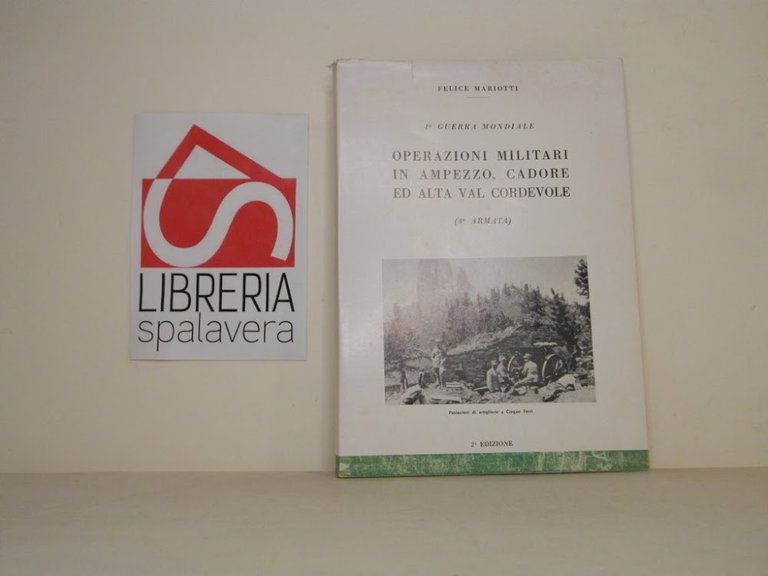 LIBRERIA
spalavera
FELICE MARIOTTI
1ª GUERRA MONDIALE
OPERAZIONI MILITARI
IN AMPEZZO, CADORE
ED ALTA VAL CORDEVOLE
(4ª ARMATA)
Postazioni di artiglieria a Cinque Torri
2ª EDIZIONE